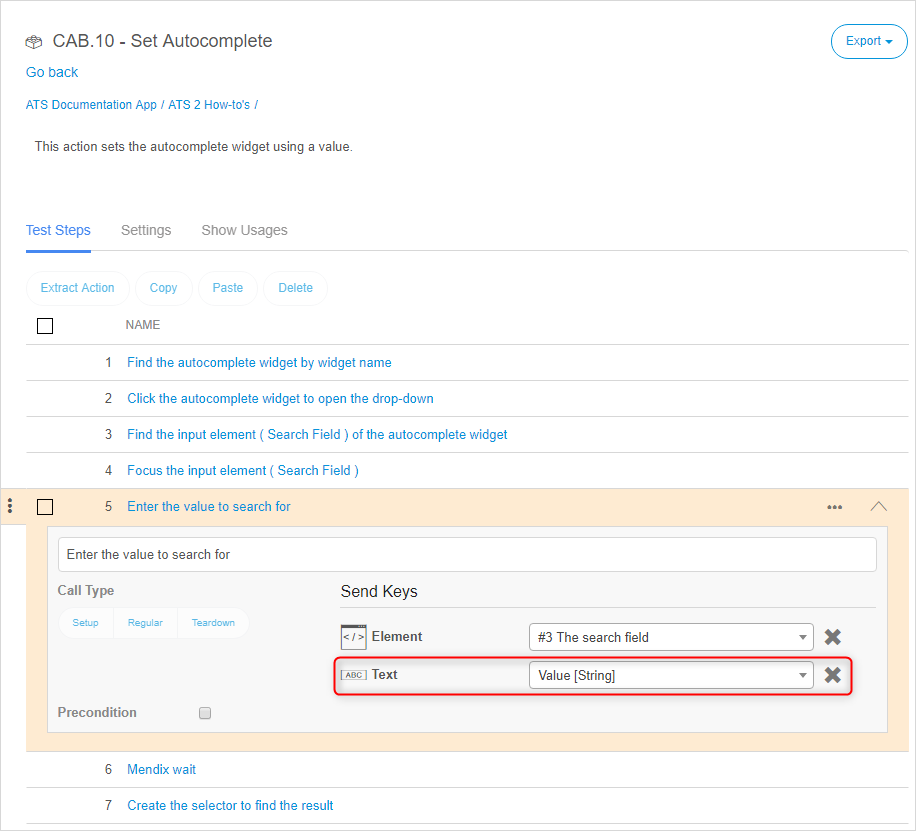 CAB.10 - Set Autocomplete
Export
Go back
ATS Documentation App / ATS 2 How-to's /
This action sets the autocomplete widget using a value.
Test Steps Settings Show Usages
Extract Action Copy Paste Delete
NAME
1 Find the autocomplete widget by widget name
2 Click the autocomplete widget to open the drop-down
3 Find the input element ( Search Field ) of the autocomplete widget
4 Focus the input element ( Search Field )
5 Enter the value to search for
Enter the value to search for
Call Type
Send Keys
Setup Regular Teardown
</> Element #3 The search field
ABC Text Value [String]
Precondition
6 Mendix wait
7 Create the selector to find the result